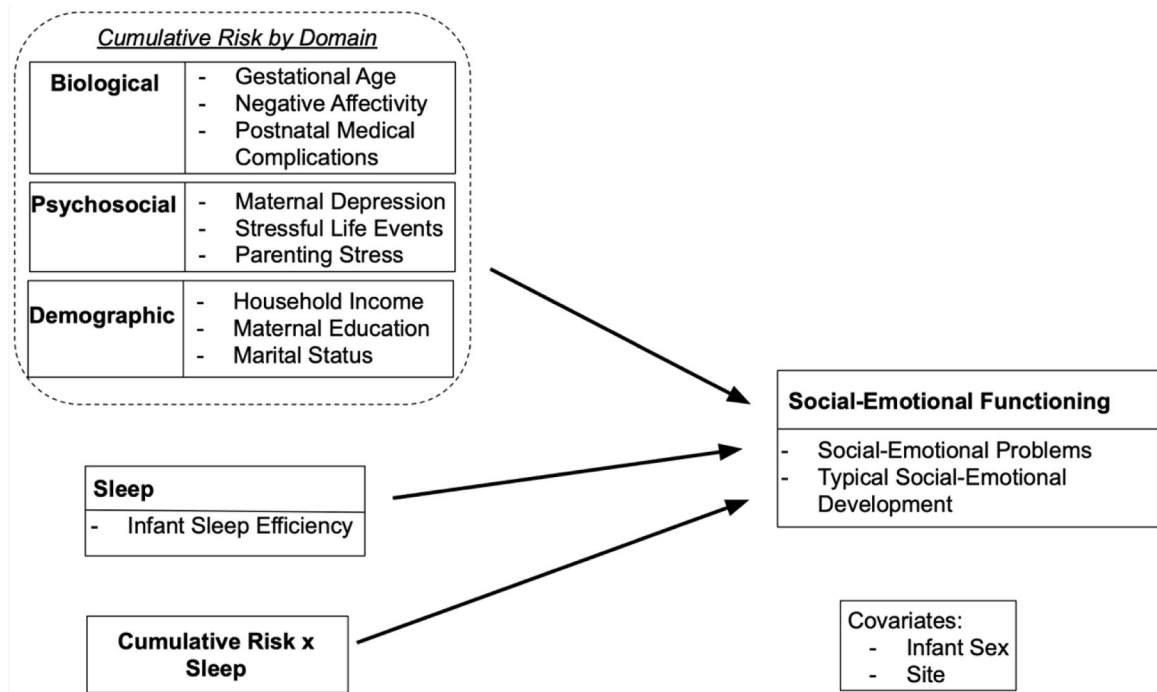 Cumulative Risk by Domain
Biological
- Gestational Age
- Negative Affectivity
- Postnatal Medical
Complications
Psychosocial
- Maternal Depression
- Stressful Life Events
- Parenting Stress
Demographic
- Household Income
- Maternal Education
- Marital Status
Sleep
- Infant Sleep Efficiency
Cumulative Risk x
Sleep
Social-Emotional Functioning
- Social-Emotional Problems
- Typical Social-Emotional
Development
Covariates:
- Infant Sex
- Site